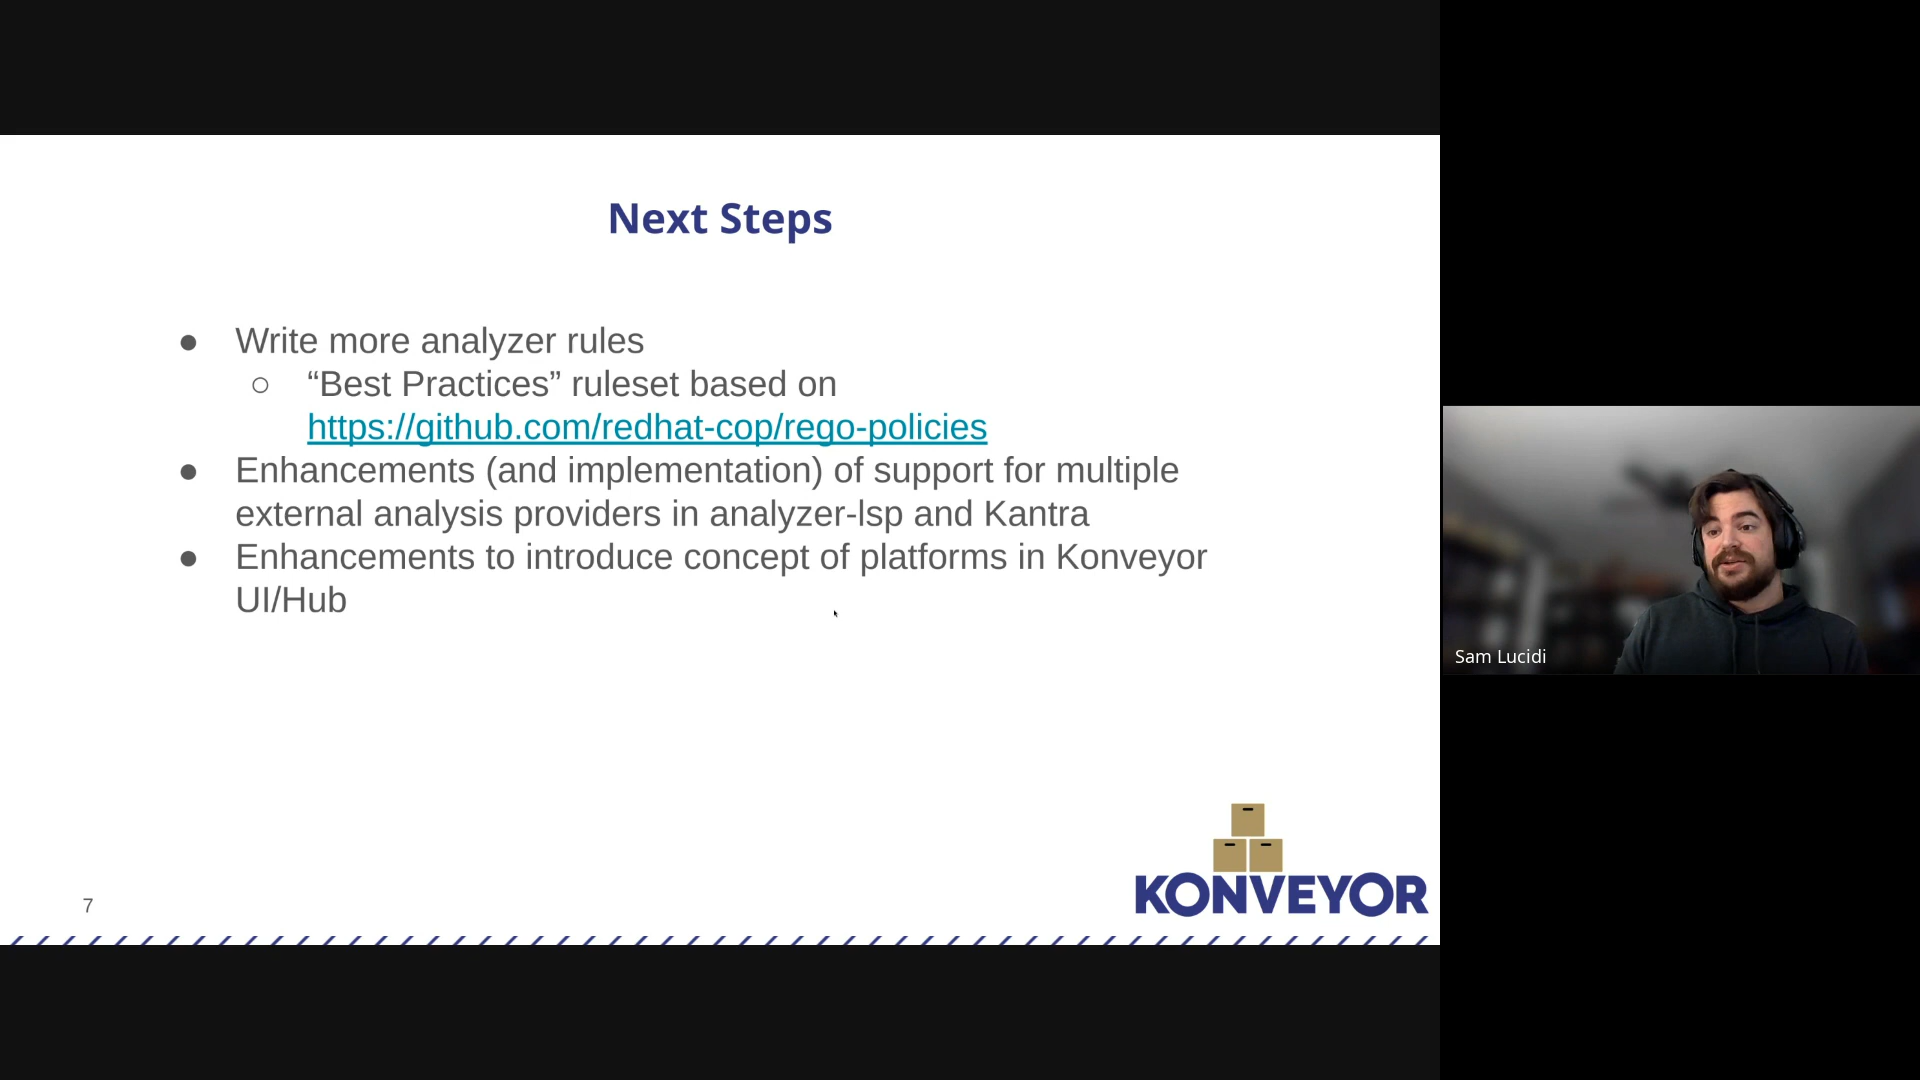 Next Steps
● Write more analyzer rules
○ “Best Practices” ruleset based on
https://github.com/redhat-cop/rego-policies
● Enhancements (and implementation) of support for multiple
external analysis providers in analyzer-lsp and Kantra
● Enhancements to introduce concept of platforms in Konveyor
UI/Hub
Sam Lucidi
KONVEYOR
7